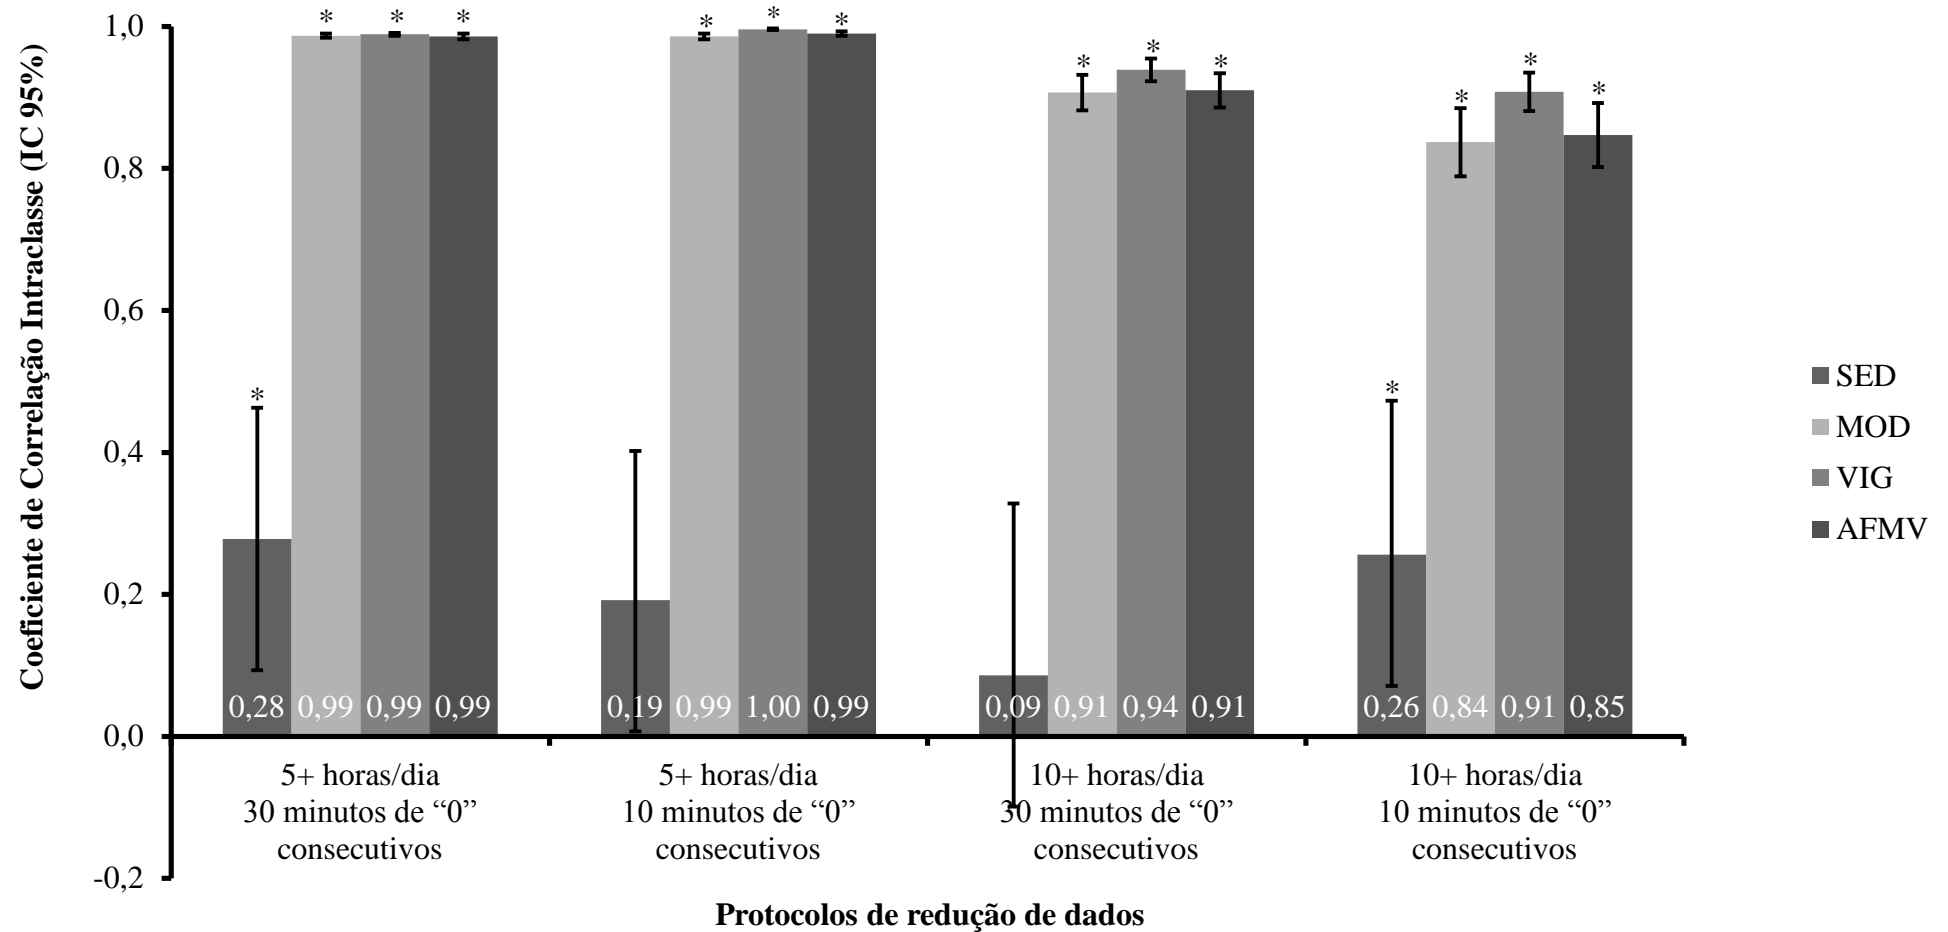 Coeficiente de Correlação Intraclasse (IC 95%)
1,0
0,8
0,6
0,4
0,2
0,0
-0,2
* * * *
* * *
* * *
* * * *
0,28 0,99 0,99 0,99
0,19 0,99 1,00 0,99
0,09 0,91 0,94 0,91
0,26 0,84 0,91 0,85
5+ horas/dia
30 minutos de “0”
consecutivos
5+ horas/dia
10 minutos de “0”
consecutivos
10+ horas/dia
30 minutos de “0”
consecutivos
10+ horas/dia
10 minutos de “0”
consecutivos
Protocolos de redução de dados
SED
MOD
VIG
AFMV